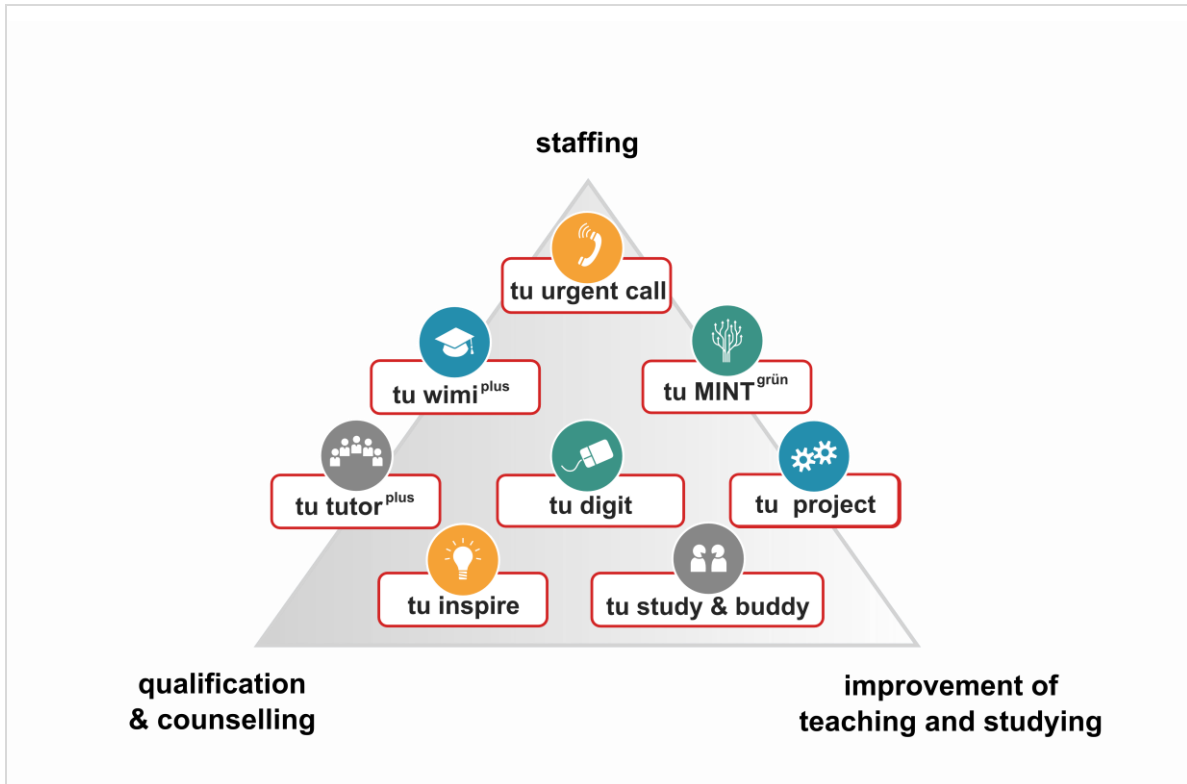 staffing
tu urgent call
tu wimi plus
tu MINT grün
tu tutor plus
tu digit
tu project
tu inspire
tu study & buddy
qualification
& counselling
improvement of
teaching and studying